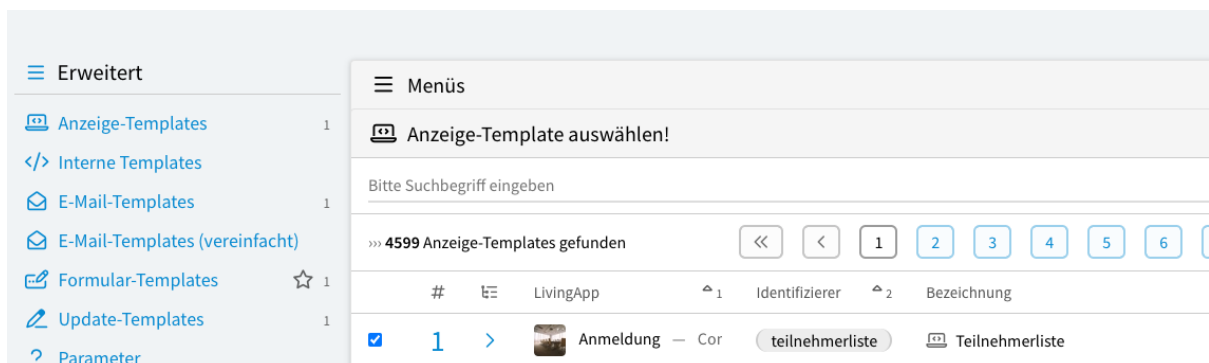 Erweitert
Anzeige-Templates 1
Interne Templates
E-Mail-Templates 1
E-Mail-Templates (vereinfacht)
Formular-Templates 1
Update-Templates 1
Parameter
Menüs
Anzeige-Template auswählen!
Bitte Suchbegriff eingeben
››› 4599 Anzeige-Templates gefunden << < 1 2 3 4 5 6
# LivingApp 1 Identifizierer 2 Bezeichnung
1 > Anmeldung — Cor teilnehmerliste Teilnehmerliste